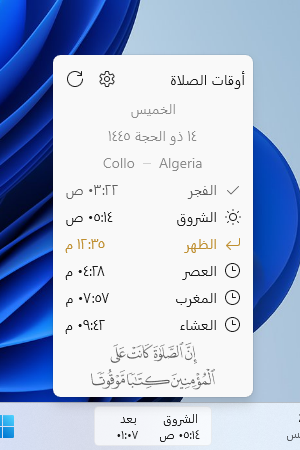 أوقات الصلاة
الخميس
١٤ ذو الحجة ١٤٤٥
Collo – Algeria
الفجر ٠٣:٢٢ ص
الشروق ٠٥:١٤ ص
الظهر ١٢:٣٥ م
العصر ٠٤:٢٨ م
المغرب ٠٧:٥٧ م
العشاء ٠٩:٤٢ م
إِنَّ الصَّلَاةَ كَانَتْ عَلَى
الْمُؤْمِنِينَ كِتَابًا مَّوْقُوتًا
الشروق بعد
٠٥:١٤ ص ٠١:٠٧